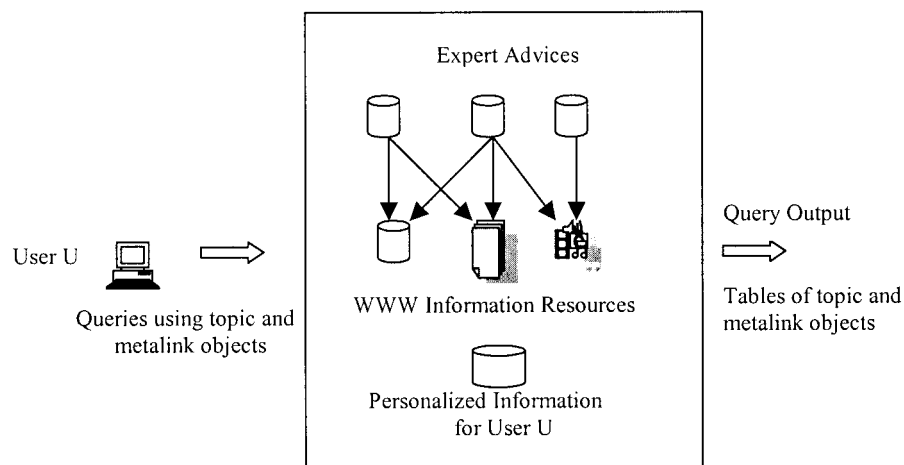 Expert Advices
User U
Queries using topic and
metalink objects
WWW Information Resources
Personalized Information
for User U
Query Output
Tables of topic and
metalink objects